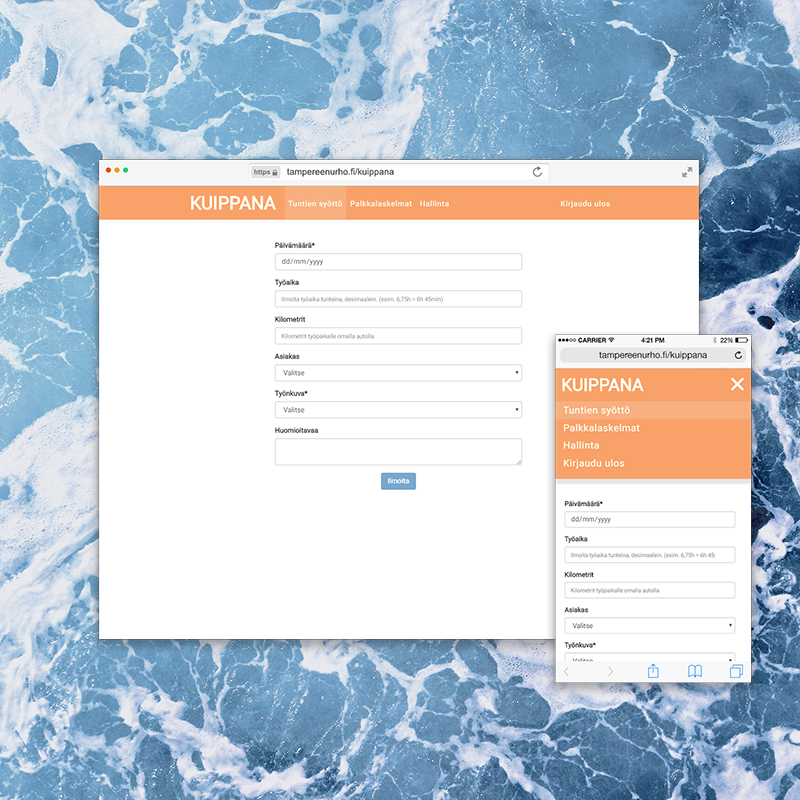 https tampereenurho.fi/kuippana
KUIPPANA Tuntien syöttö Palkkalaskelmat Hallinta Kirjaudu ulos
Päivämäärä*
dd/mm/yyyy
Työaika
Ilmoita työaika tunteina, desimaalein. (esim. 6,75h = 6h 45min)
Kilometrit
Kilometrit työpaikalle omalla autolla
Asiakas
Valitse
Työnkuva*
Valitse
Huomioitavaa
Ilmoita
CARRIER 4:21 PM 22%
tampereenurho.fi/kuippana
KUIPPANA
Tuntien syöttö
Palkkalaskelmat
Hallinta
Kirjaudu ulos
Päivämäärä*
dd/mm/yyyy
Työaika
Ilmoita työaika tunteina, desimaalein. (esim. 6,75h = 6h 45
Kilometrit
Kilometrit työpaikalle omalla autolla
Asiakas
Valitse
Työnkuva*
Valitse